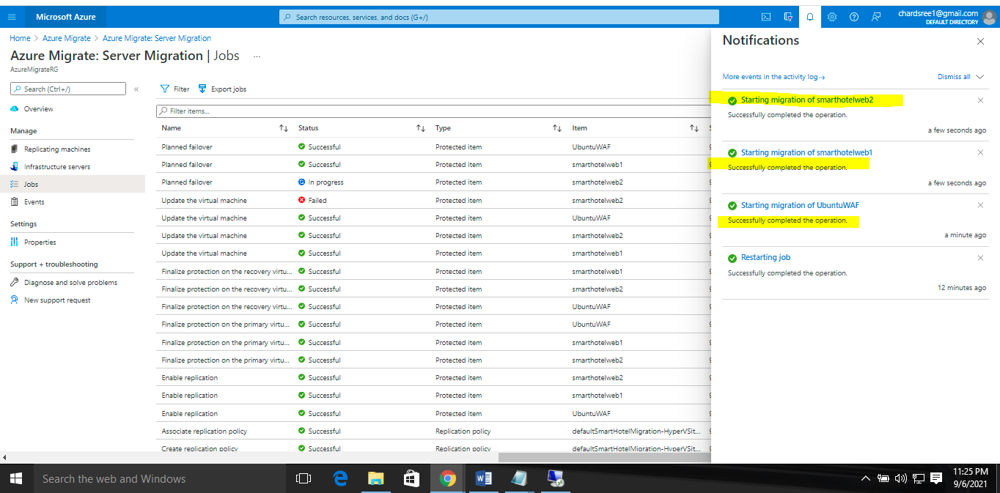 Microsoft Azure
Search resources, services, and docs (G+/)
chardsree1@gmail.com
DEFAULT DIRECTORY
Home > Azure Migrate > Azure Migrate: Server Migration
Azure Migrate: Server Migration | Jobs ...
AzureMigrateRG
Search (Ctrl+/)
«
Overview
Manage
Replicating machines
Infrastructure servers
Jobs
Events
Settings
Properties
Support + troubleshooting
Diagnose and solve problems
New support request
Filter Export jobs
Filter items...
Name Status Type Item
Planned failover Successful Protected item UbuntuWAF
Planned failover Successful Protected item smarthotelweb1
Planned failover In progress Protected item smarthotelweb2
Update the virtual machine Failed Protected item smarthotelweb2
Update the virtual machine Successful Protected item UbuntuWAF
Update the virtual machine Successful Protected item smarthotelweb2
Update the virtual machine Successful Protected item smarthotelweb1
Finalize protection on the recovery virtu... Successful Protected item smarthotelweb1
Finalize protection on the recovery virtu... Successful Protected item smarthotelweb2
Finalize protection on the recovery virtu... Successful Protected item UbuntuWAF
Finalize protection on the primary virtu... Successful Protected item UbuntuWAF
Finalize protection on the primary virtu... Successful Protected item smarthotelweb1
Finalize protection on the primary virtu... Successful Protected item smarthotelweb2
Enable replication Successful Protected item smarthotelweb2
Enable replication Successful Protected item smarthotelweb1
Enable replication Successful Protected item UbuntuWAF
Associate replication policy Successful Replication policy defaultSmartHotelMigration-HyperVSit...
Create replication policy Successful Replication policy defaultSmartHotelMigration-HyperVSit...
Notifications
More events in the activity log→ Dismiss all
Starting migration of smarthotelweb2
Successfully completed the operation.
a few seconds ago
Starting migration of smarthotelweb1
Successfully completed the operation.
a few seconds ago
Starting migration of UbuntuWAF
Successfully completed the operation.
a minute ago
Restarting job
Successfully completed the operation.
12 minutes ago
Search the web and Windows
11:25 PM
9/6/2021